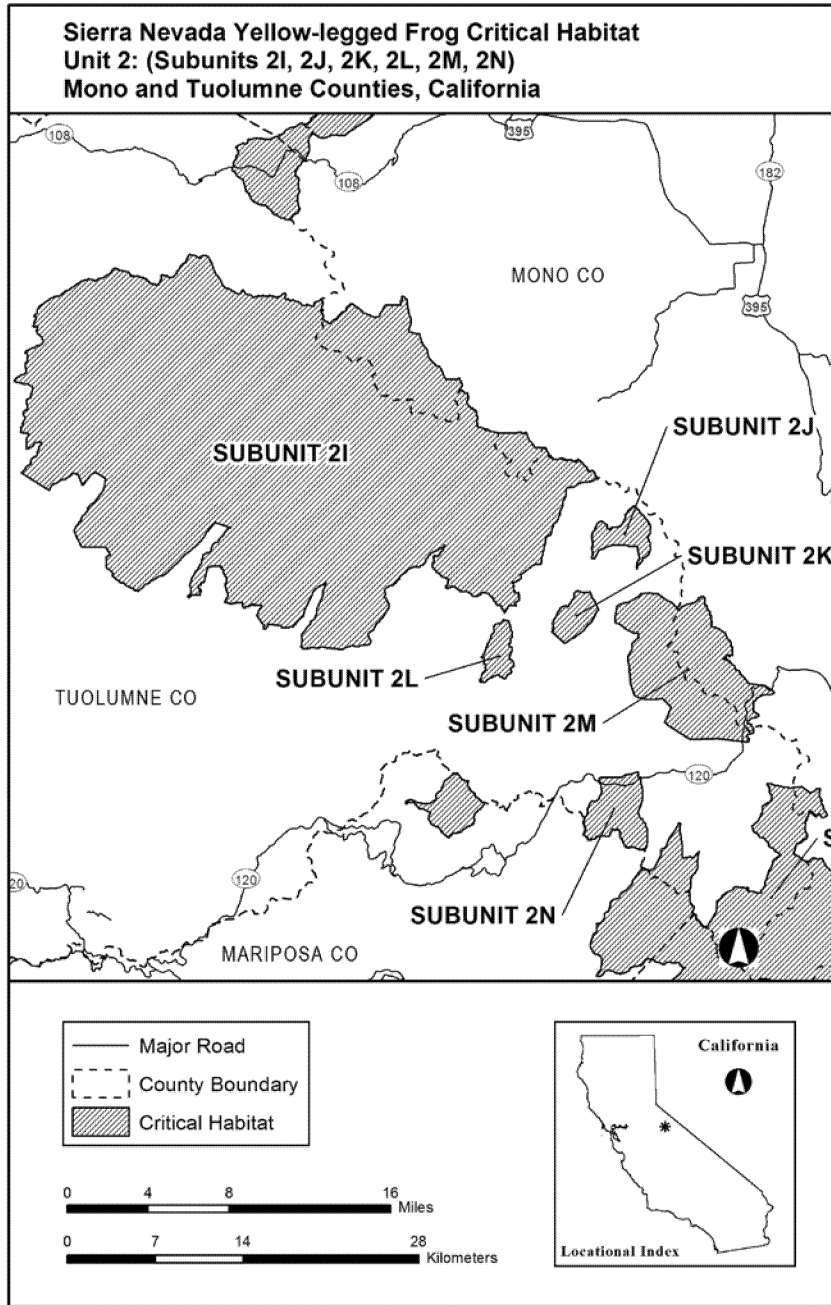 Sierra Nevada Yellow-legged Frog Critical Habitat
Unit 2: (Subunits 2I, 2J, 2K, 2L, 2M, 2N)
Mono and Tuolumne Counties, California
108
395
182
108
MONO CO
395
SUBUNIT 2J
SUBUNIT 2I
SUBUNIT 2K
SUBUNIT 2L
TUOLUMNE CO
SUBUNIT 2M
120
S
120
20
SUBUNIT 2N
MARIPOSA CO
Major Road
County Boundary
Critical Habitat
California
0 4 8 16
Miles
0 7 14 28
Kilometers
Locational Index